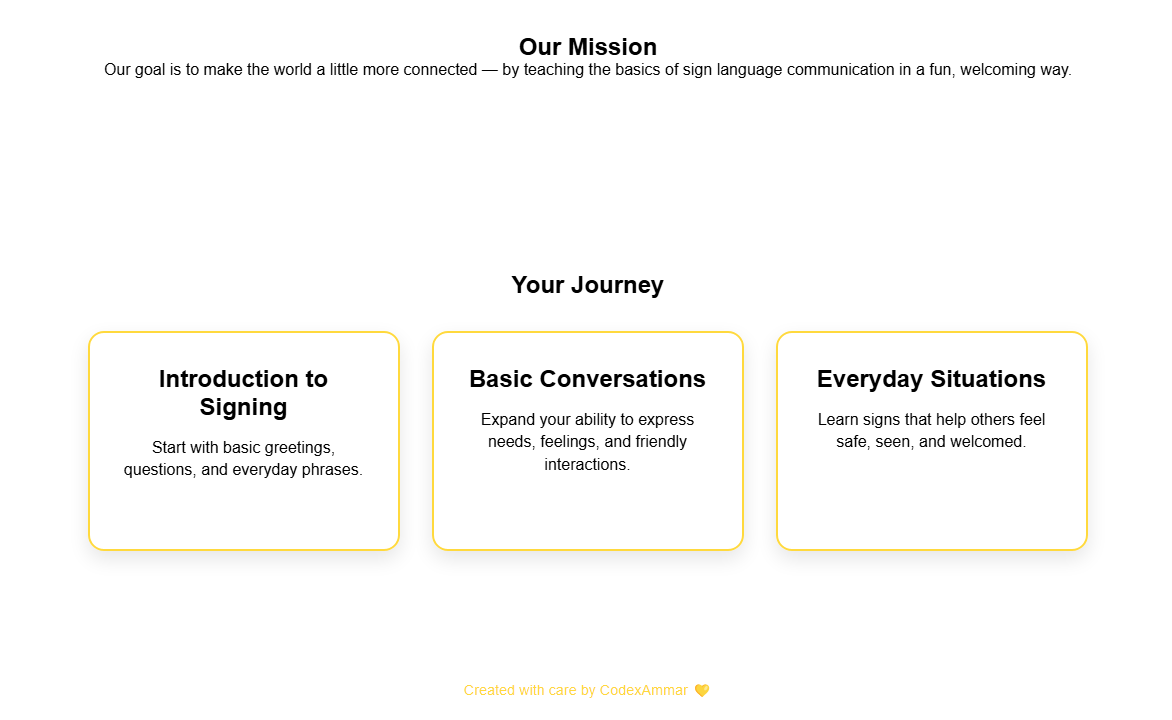 Our Mission
Our goal is to make the world a little more connected — by teaching the basics of sign language communication in a fun, welcoming way.
Your Journey
Introduction to
Signing
Start with basic greetings,
questions, and everyday phrases.
Basic Conversations
Expand your ability to express
needs, feelings, and friendly
interactions.
Everyday Situations
Learn signs that help others feel
safe, seen, and welcomed.
Created with care by CodexAmmar 💛